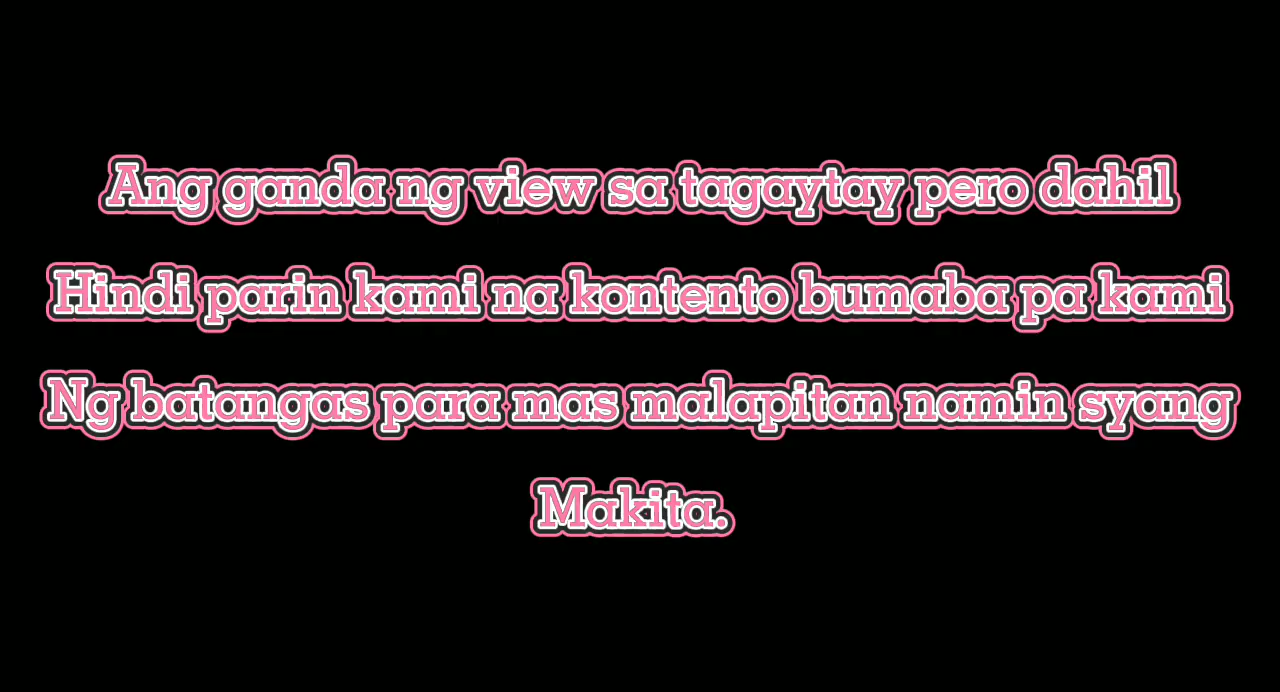 Ang ganda ng view sa tagaytay pero dahil
Hindi parin kami na kontento bumaba pa kami
Ng batangas para mas malapitan namin syang
Makita.